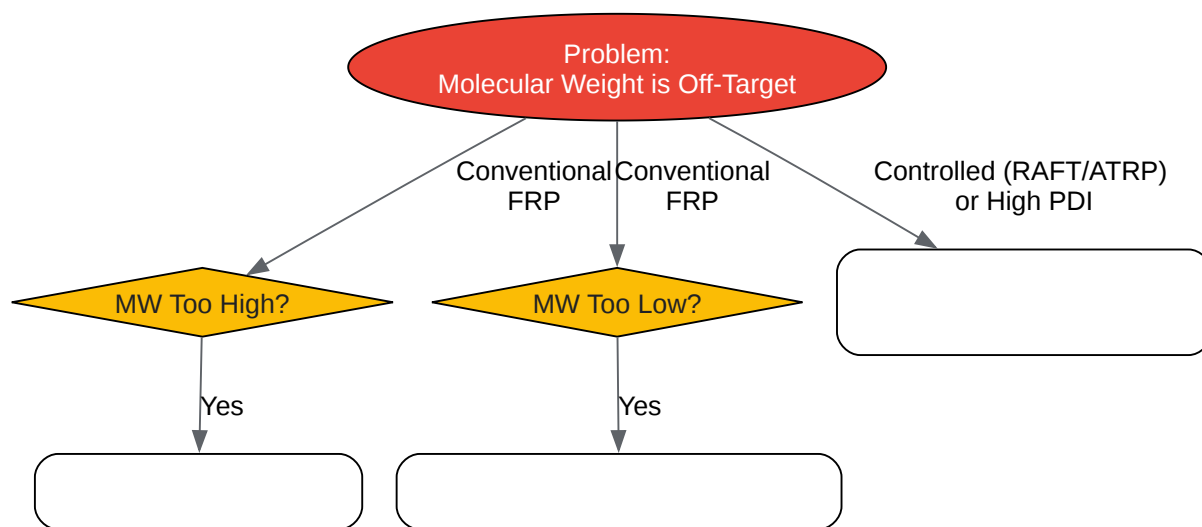 Problem:
Molecular Weight is Off-Target
Conventional
FRP
Conventional
FRP
Controlled (RAFT/ATRP)
or High PDI
MW Too High?
MW Too Low?
Yes
Yes